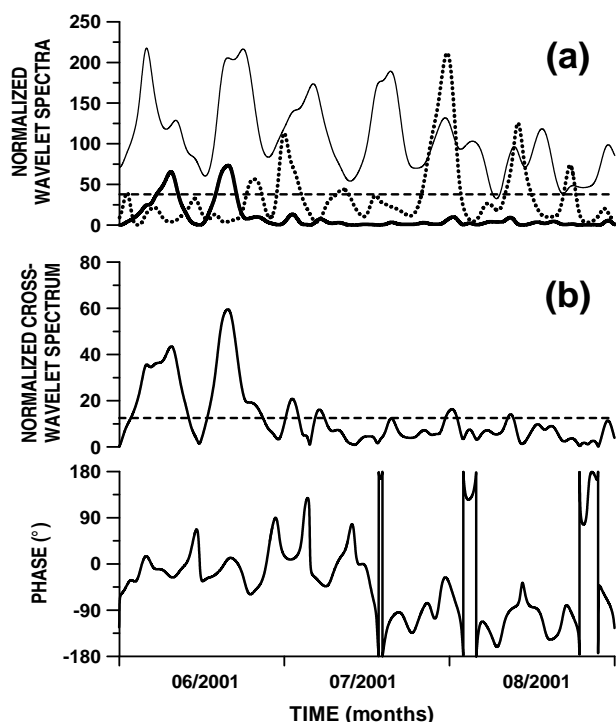 NORMALIZED
WAVELET SPECTRA
250
200
150
100
50
0
(a)
NORMALIZED CROSS-
WAVELET SPECTRUM
80
60
40
20
0
(b)
PHASE (°)
180
90
0
-90
-180
06/2001 07/2001 08/2001
TIME (months)